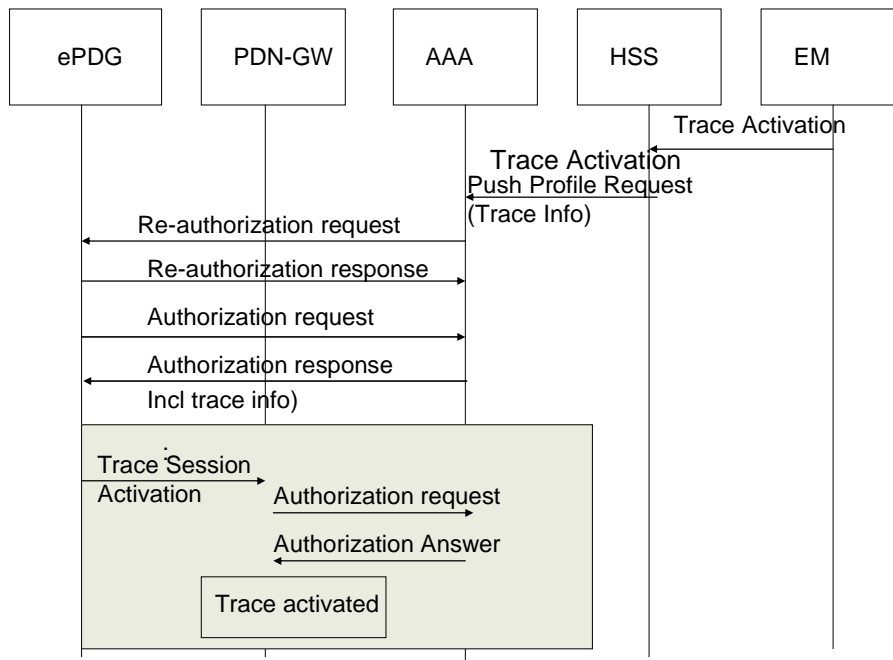 ePDG
PDN-GW
AAA
HSS
EM
Trace Activation
Trace Activation
Push Profile Request
(Trace Info)
Re-authorization request
Re-authorization response
Authorization request
Authorization response
Incl trace info)
:
Trace Session
Activation
Authorization request
Authorization Answer
Trace activated